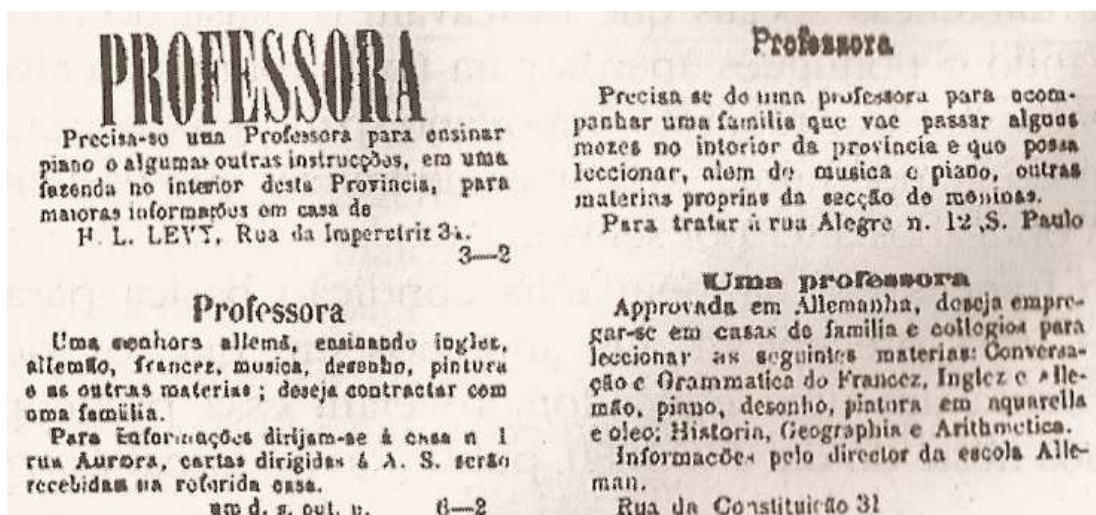 PROFESSORA
Precisa-se uma Professora para ensinar
piano e algumas outras instrucções, em uma
fazenda no interior desta Provincia, para
maioras informações em casa de
H. L. LEVY, Rua da Imperetriz 34.
3—2
Professora
Uma senhora allemã, ensinando inglez,
allemão, francez, musica, desenho, pintura
e as outras materias; deseja contractar com
uma familia.
Para informações dirijam-se á casa n 1
rua Aurora, cartas dirigidas á A. S. serão
recebidas na referida casa.
6—2
Professora
Precisa se de uma professora para acom-
panhar uma familia que vae passar alguns
mezes no interior da provincia e que possa
leccionar, alem de musica e piano, outras
materias proprias da secção de meninas.
Para tratar á rua Alegre n. 12, S. Paulo
Uma professora
Approvada em Allemanha, deseja empre-
gar-se em casas de familia e collegios para
leccionar as seguintes materias: Conversa-
ção e Grammatica do Francez, Inglez e Alle-
mão, piano, desonho, pintura em aquarella
e oleo; Historia, Geographia e Arithmetica.
Informacões pelo director da escola Alle-
man.
Rua da Constituição 31